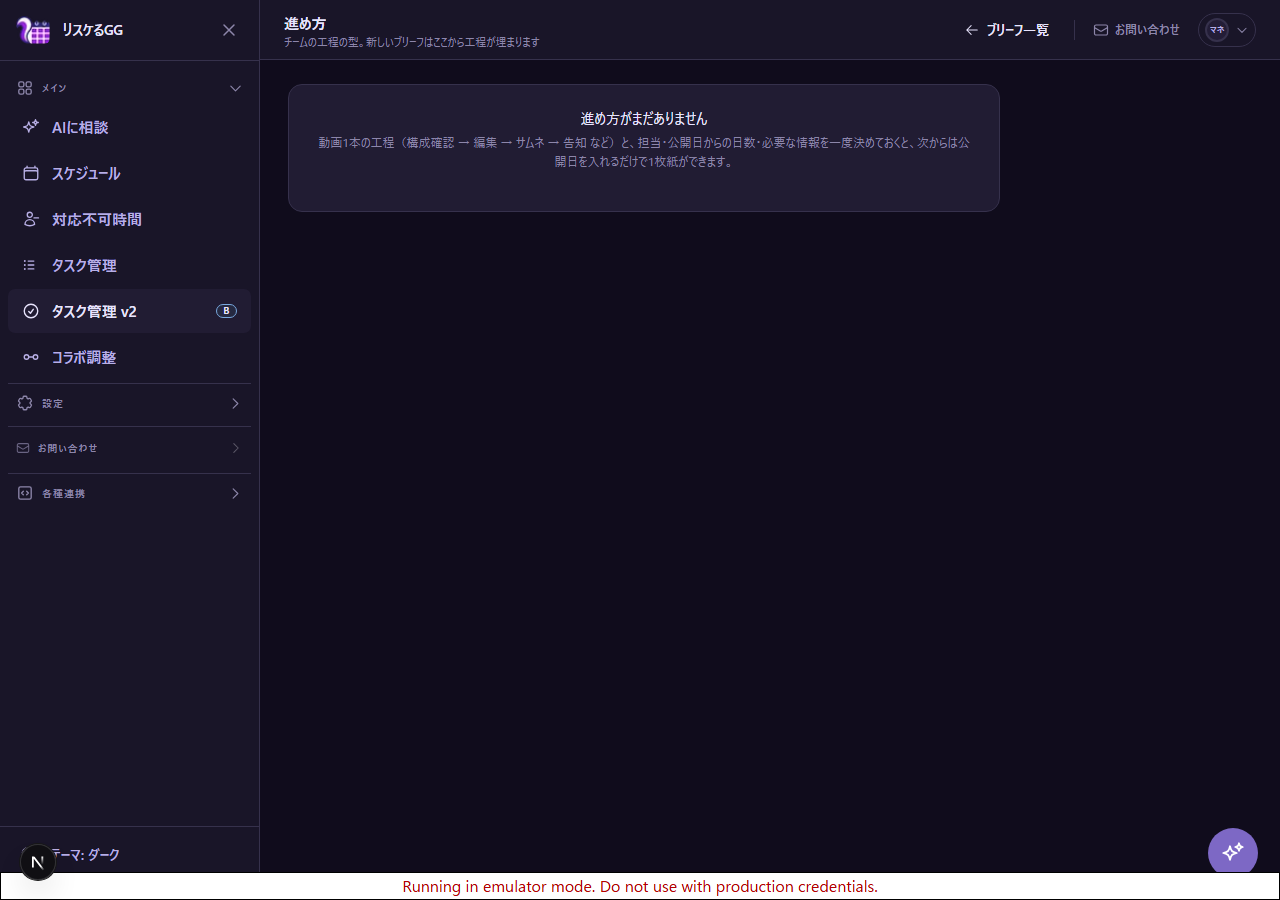 リスケるGG
メイン
AIに相談
スケジュール
対応不可時間
タスク管理
タスク管理 v2
B
コラボ調整
設定
お問い合わせ
各種連携
テーマ: ダーク
N
進め方
チームの工程の型。新しいブリーフはここから工程が埋まります
← ブリーフ一覧
お問い合わせ
マネ
進め方がまだありません
動画1本の工程（構成確認 → 編集 → サムネ → 告知 など）と、担当・公開日からの日数・必要な情報を一度決めておくと、次からは公
開日を入れるだけで1枚紙ができます。
Running in emulator mode. Do not use with production credentials.